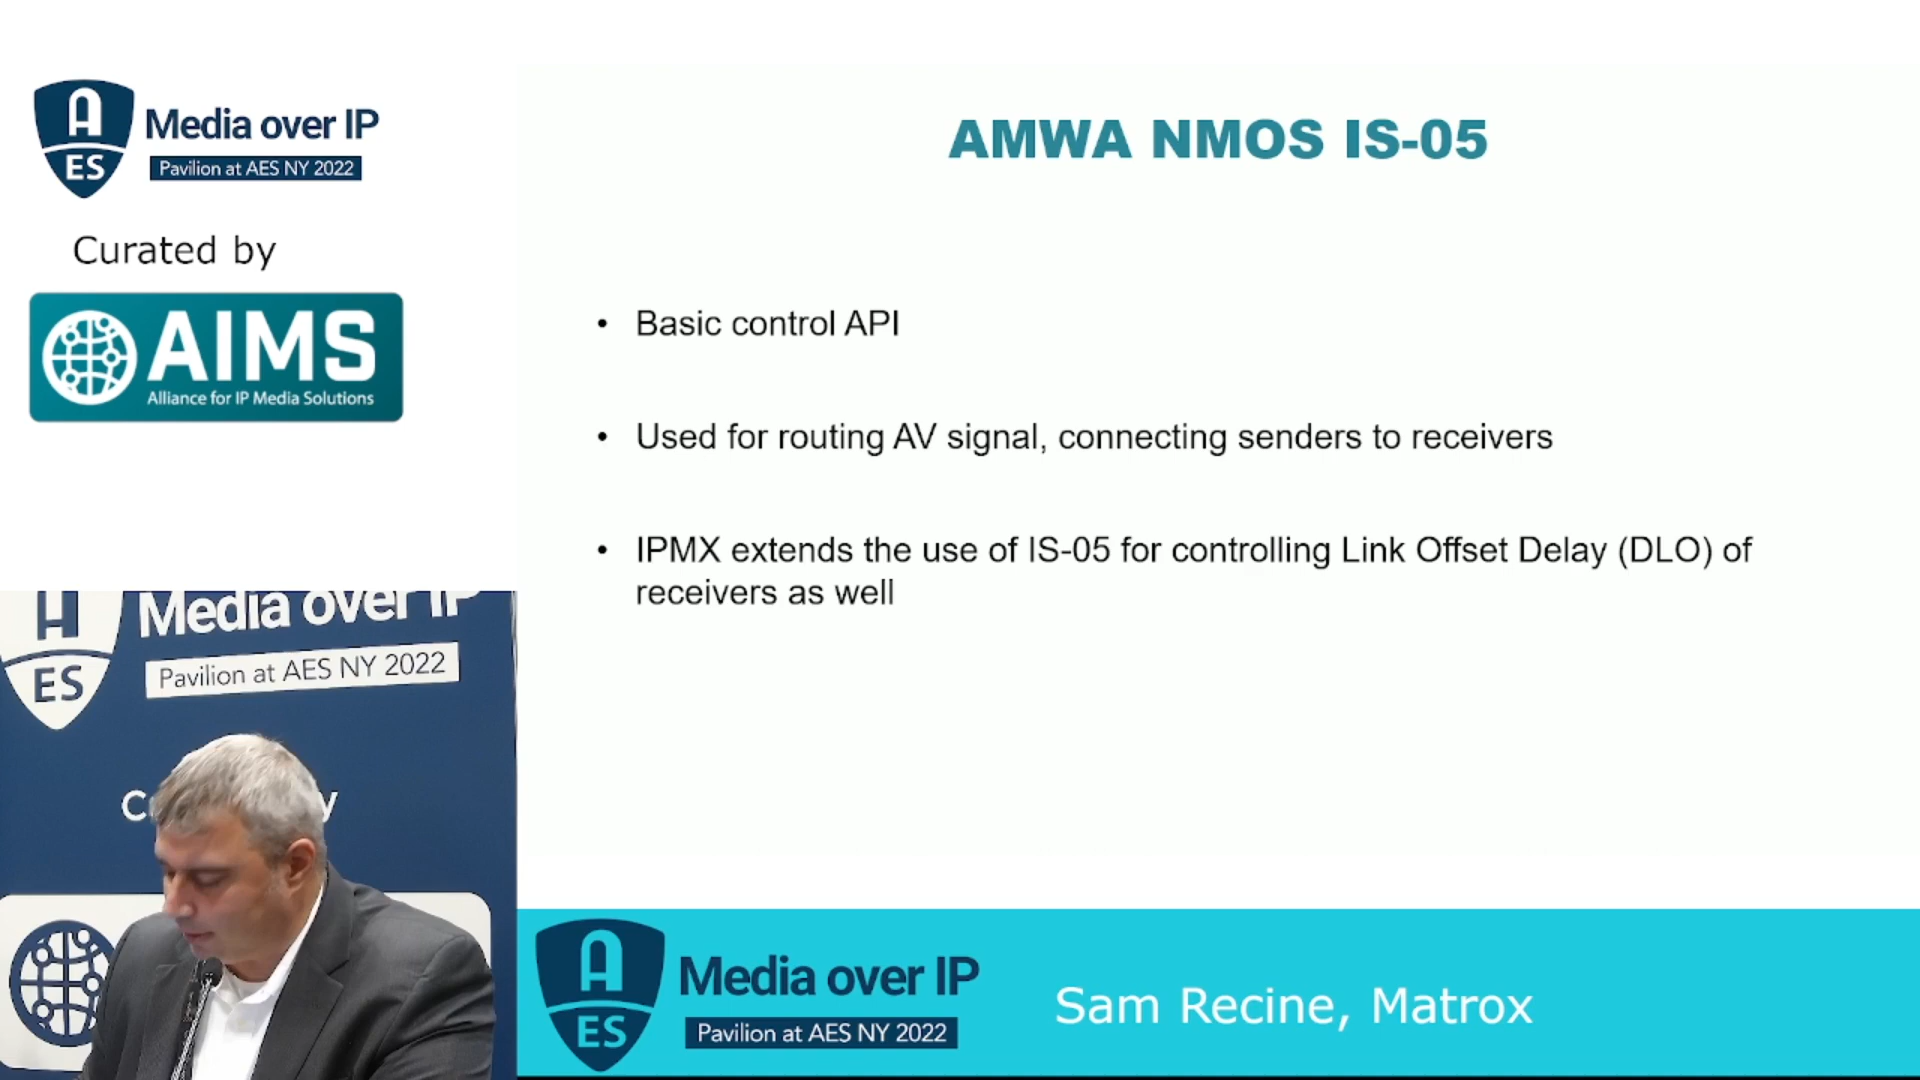 AES
Media over IP
Pavilion at AES NY 2022
Curated by
AIMS
Alliance for IP Media Solutions
AMWA NMOS IS-05
• Basic control API
• Used for routing AV signal, connecting senders to receivers
• IPMX extends the use of IS-05 for controlling Link Offset Delay (DLO) of
receivers as well
AES
Media over IP
Pavilion at AES NY 2022
AES
Media over IP
Pavilion at AES NY 2022
Sam Recine, Matrox